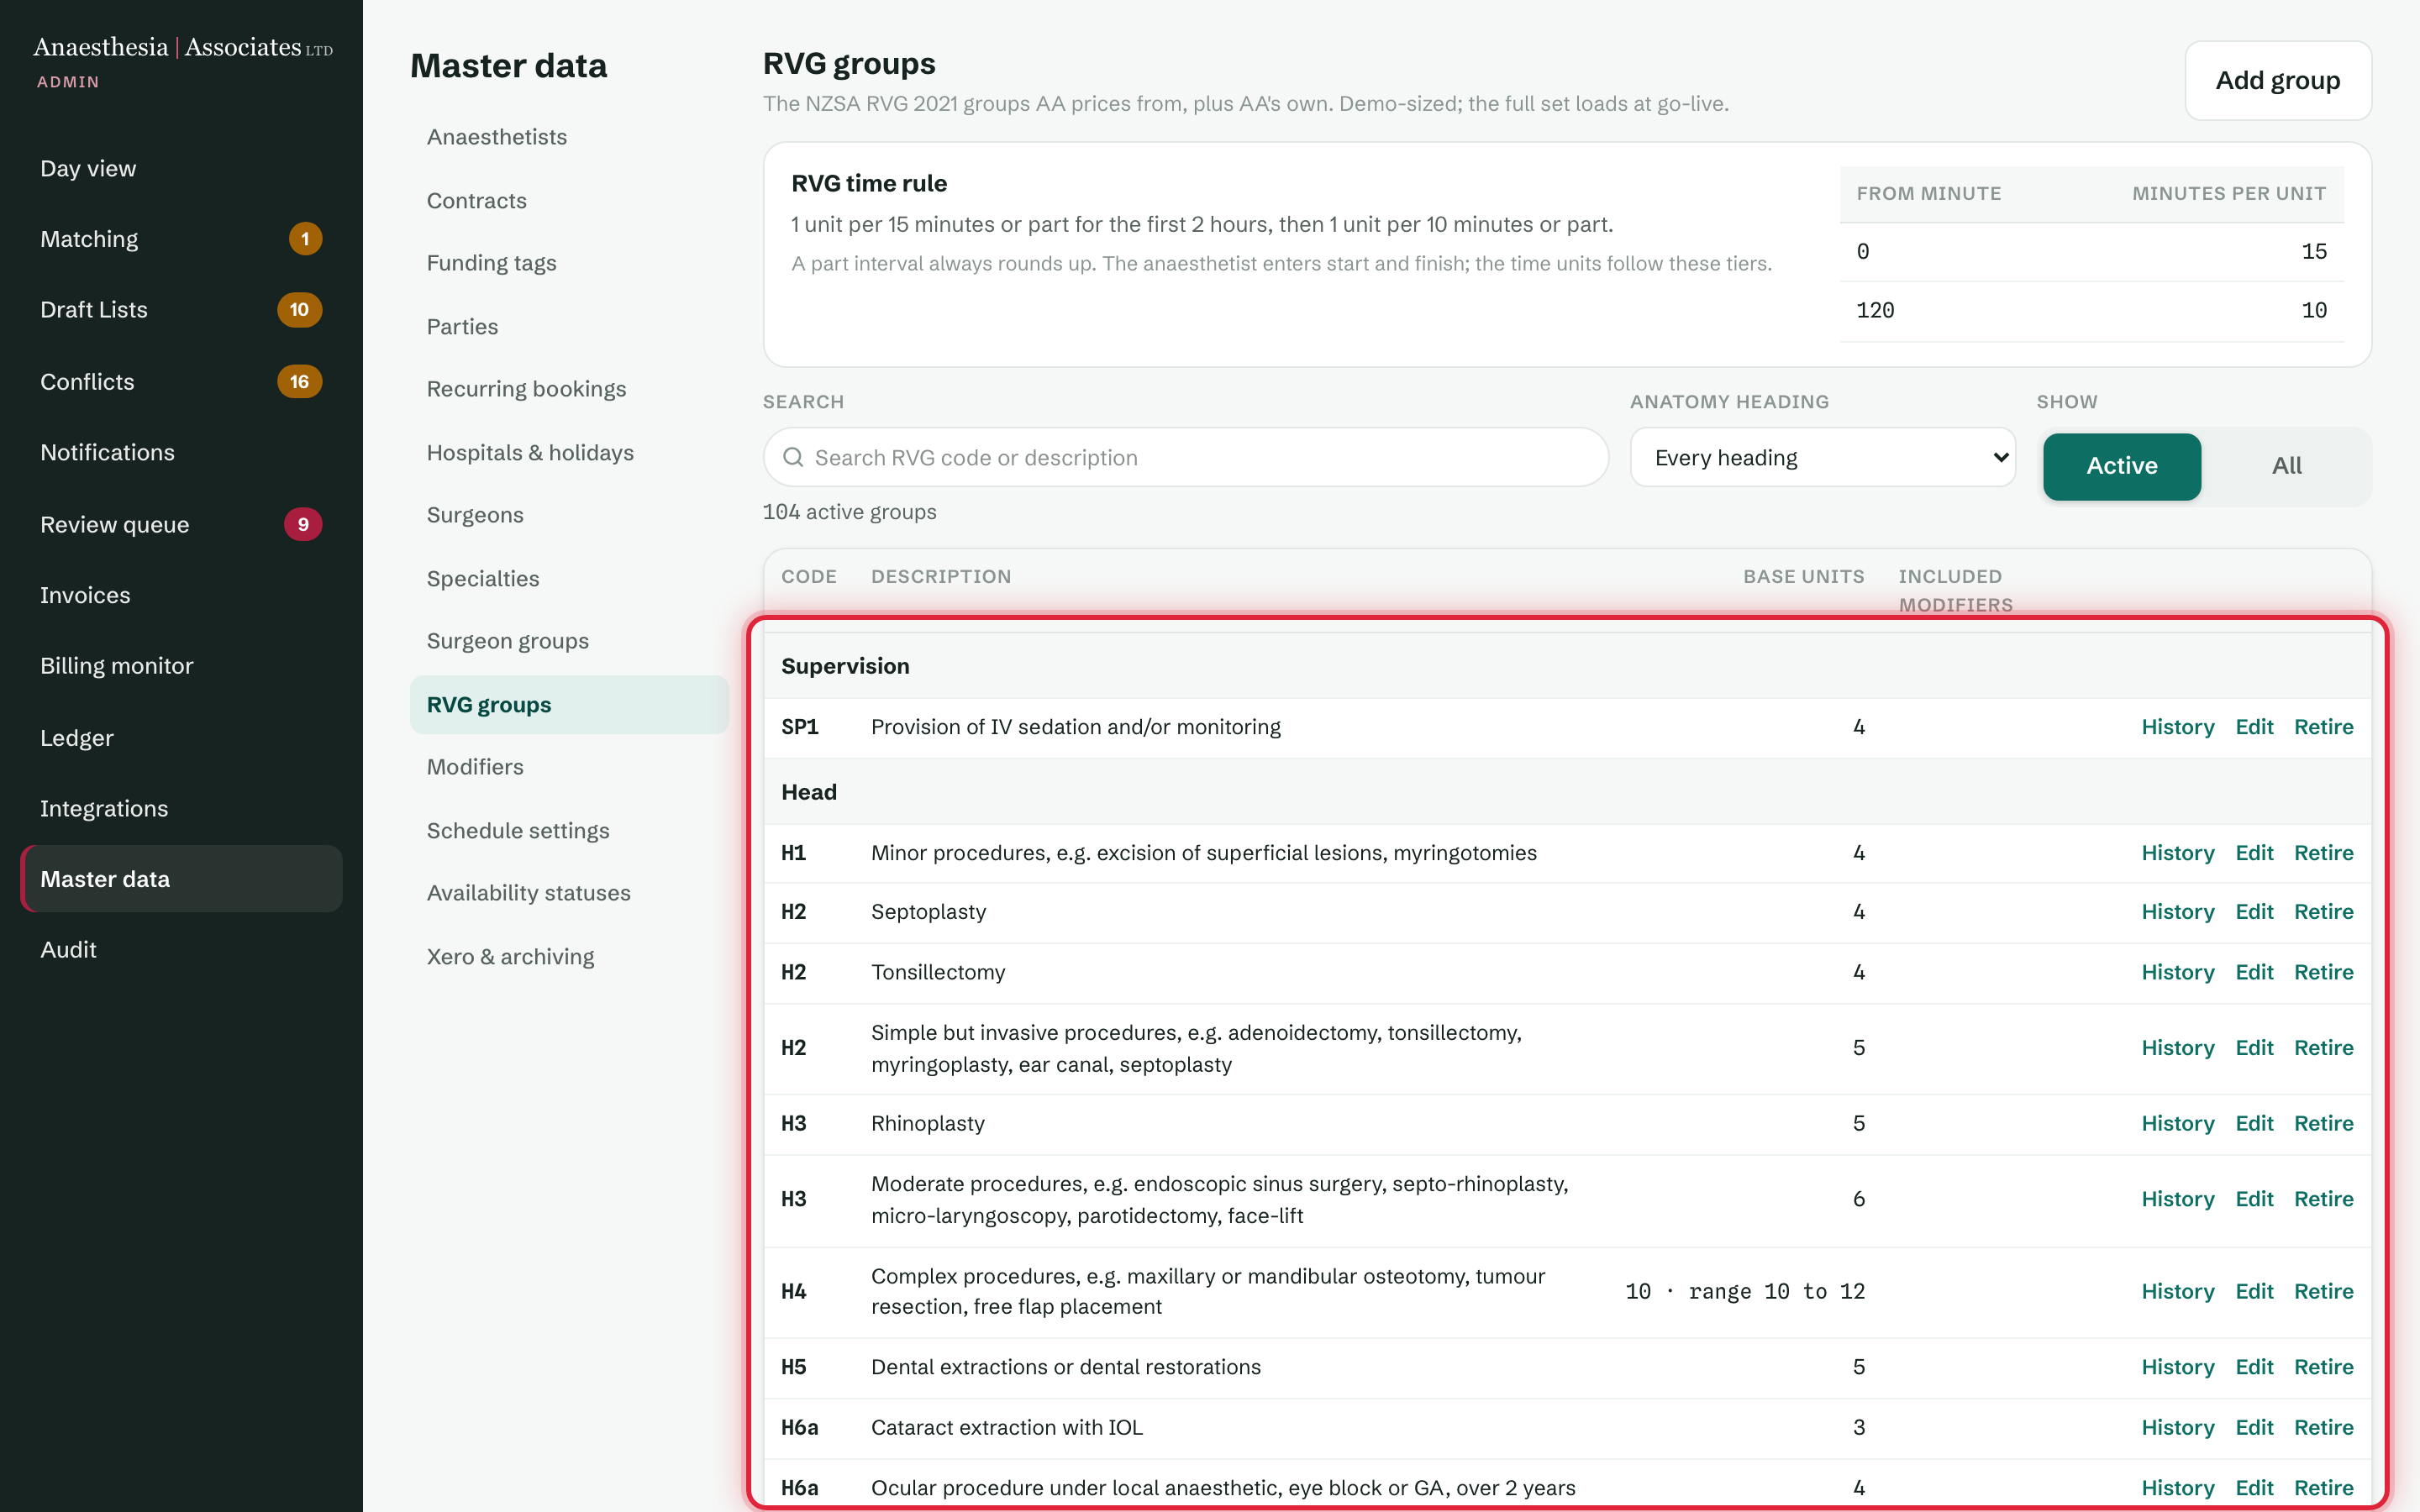 Anaesthesia | Associates LTD
ADMIN
Day view
Matching 1
Draft Lists 10
Conflicts 16
Notifications
Review queue 9
Invoices
Billing monitor
Ledger
Integrations
Master data
Audit
Master data
Anaesthetists
Contracts
Funding tags
Parties
Recurring bookings
Hospitals & holidays
Surgeons
Specialties
Surgeon groups
RVG groups
Modifiers
Schedule settings
Availability statuses
Xero & archiving
RVG groups
The NZSA RVG 2021 groups AA prices from, plus AA's own. Demo-sized; the full set loads at go-live.
Add group
RVG time rule
1 unit per 15 minutes or part for the first 2 hours, then 1 unit per 10 minutes or part.
A part interval always rounds up. The anaesthetist enters start and finish; the time units follow these tiers.
FROM MINUTE MINUTES PER UNIT
0 15
120 10
SEARCH
Search RVG code or description
104 active groups
ANATOMY HEADING
Every heading
SHOW
Active All
CODE DESCRIPTION BASE UNITS INCLUDED
MODIFIERS
Supervision
SP1 Provision of IV sedation and/or monitoring 4 History Edit Retire
Head
H1 Minor procedures, e.g. excision of superficial lesions, myringotomies 4 History Edit Retire
H2 Septoplasty 4 History Edit Retire
H2 Tonsillectomy 4 History Edit Retire
H2 Simple but invasive procedures, e.g. adenoidectomy, tonsillectomy,
myringoplasty, ear canal, septoplasty 5 History Edit Retire
H3 Rhinoplasty 5 History Edit Retire
H3 Moderate procedures, e.g. endoscopic sinus surgery, septo-rhinoplasty,
micro-laryngoscopy, parotidectomy, face-lift 6 History Edit Retire
H4 Complex procedures, e.g. maxillary or mandibular osteotomy, tumour
resection, free flap placement 10 · range 10 to 12 History Edit Retire
H5 Dental extractions or dental restorations 5 History Edit Retire
H6a Cataract extraction with IOL 3 History Edit Retire
H6a Ocular procedure under local anaesthetic, eye block or GA, over 2 years 4 History Edit Retire